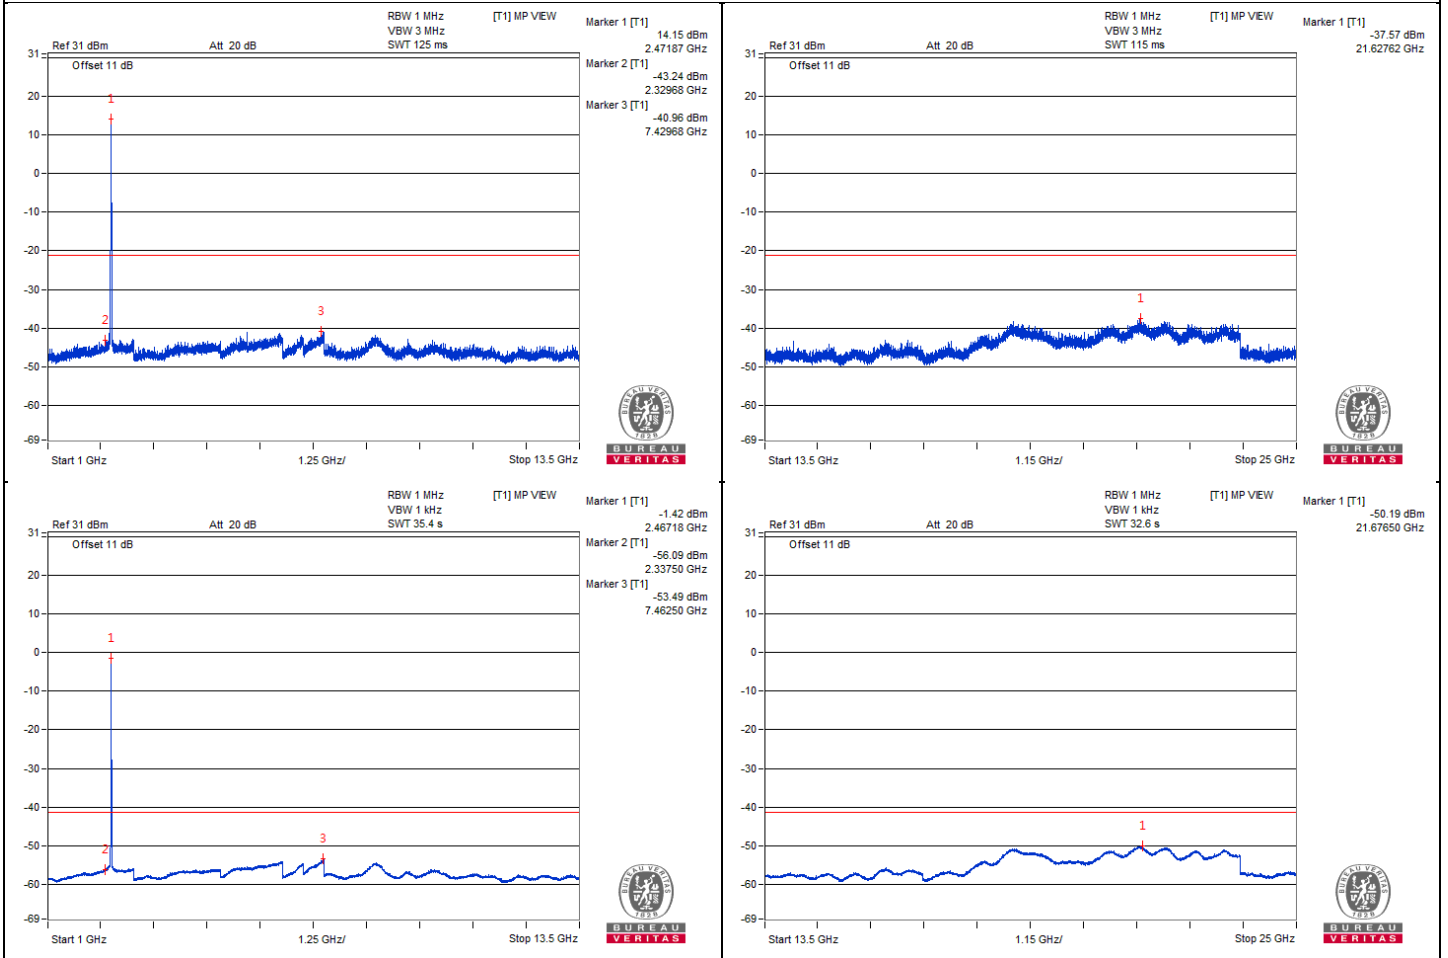 RBW 1 MHz [T1] MP VIEW
VBW 3 MHz
Ref 31 dBm Att 20 dB SWT 125 ms
Marker 1 [T1]
14.15 dBm
2.47187 GHz
Marker 2 [T1]
-43.24 dBm
2.32968 GHz
Marker 3 [T1]
-40.96 dBm
7.42968 GHz
Offset 11 dB
31
20
10
0
-10
-20
-30
-40
-50
-60
-69
1
2
3
Start 1 GHz 1.25 GHz/ Stop 13.5 GHz
BUREAU VERITAS
1828
BUREAU
VERITAS
RBW 1 MHz [T1] MP VIEW
VBW 3 MHz
Ref 31 dBm Att 20 dB SWT 115 ms
Marker 1 [T1]
-37.57 dBm
21.62762 GHz
Offset 11 dB
31
20
10
0
-10
-20
-30
-40
-50
-60
-69
1
Start 13.5 GHz 1.15 GHz/ Stop 25 GHz
BUREAU VERITAS
1828
BUREAU
VERITAS
RBW 1 MHz [T1] MP VIEW
VBW 1 kHz
Ref 31 dBm Att 20 dB SWT 35.4 s
Marker 1 [T1]
-1.42 dBm
2.46718 GHz
Marker 2 [T1]
-56.09 dBm
2.33750 GHz
Marker 3 [T1]
-53.49 dBm
7.46250 GHz
Offset 11 dB
31
20
10
0
-10
-20
-30
-40
-50
-60
-69
1
2
3
Start 1 GHz 1.25 GHz/ Stop 13.5 GHz
BUREAU VERITAS
1828
BUREAU
VERITAS
RBW 1 MHz [T1] MP VIEW
VBW 1 kHz
Ref 31 dBm Att 20 dB SWT 32.6 s
Marker 1 [T1]
-50.19 dBm
21.67650 GHz
Offset 11 dB
31
20
10
0
-10
-20
-30
-40
-50
-60
-69
1
Start 13.5 GHz 1.15 GHz/ Stop 25 GHz
BUREAU VERITAS
1828
BUREAU
VERITAS